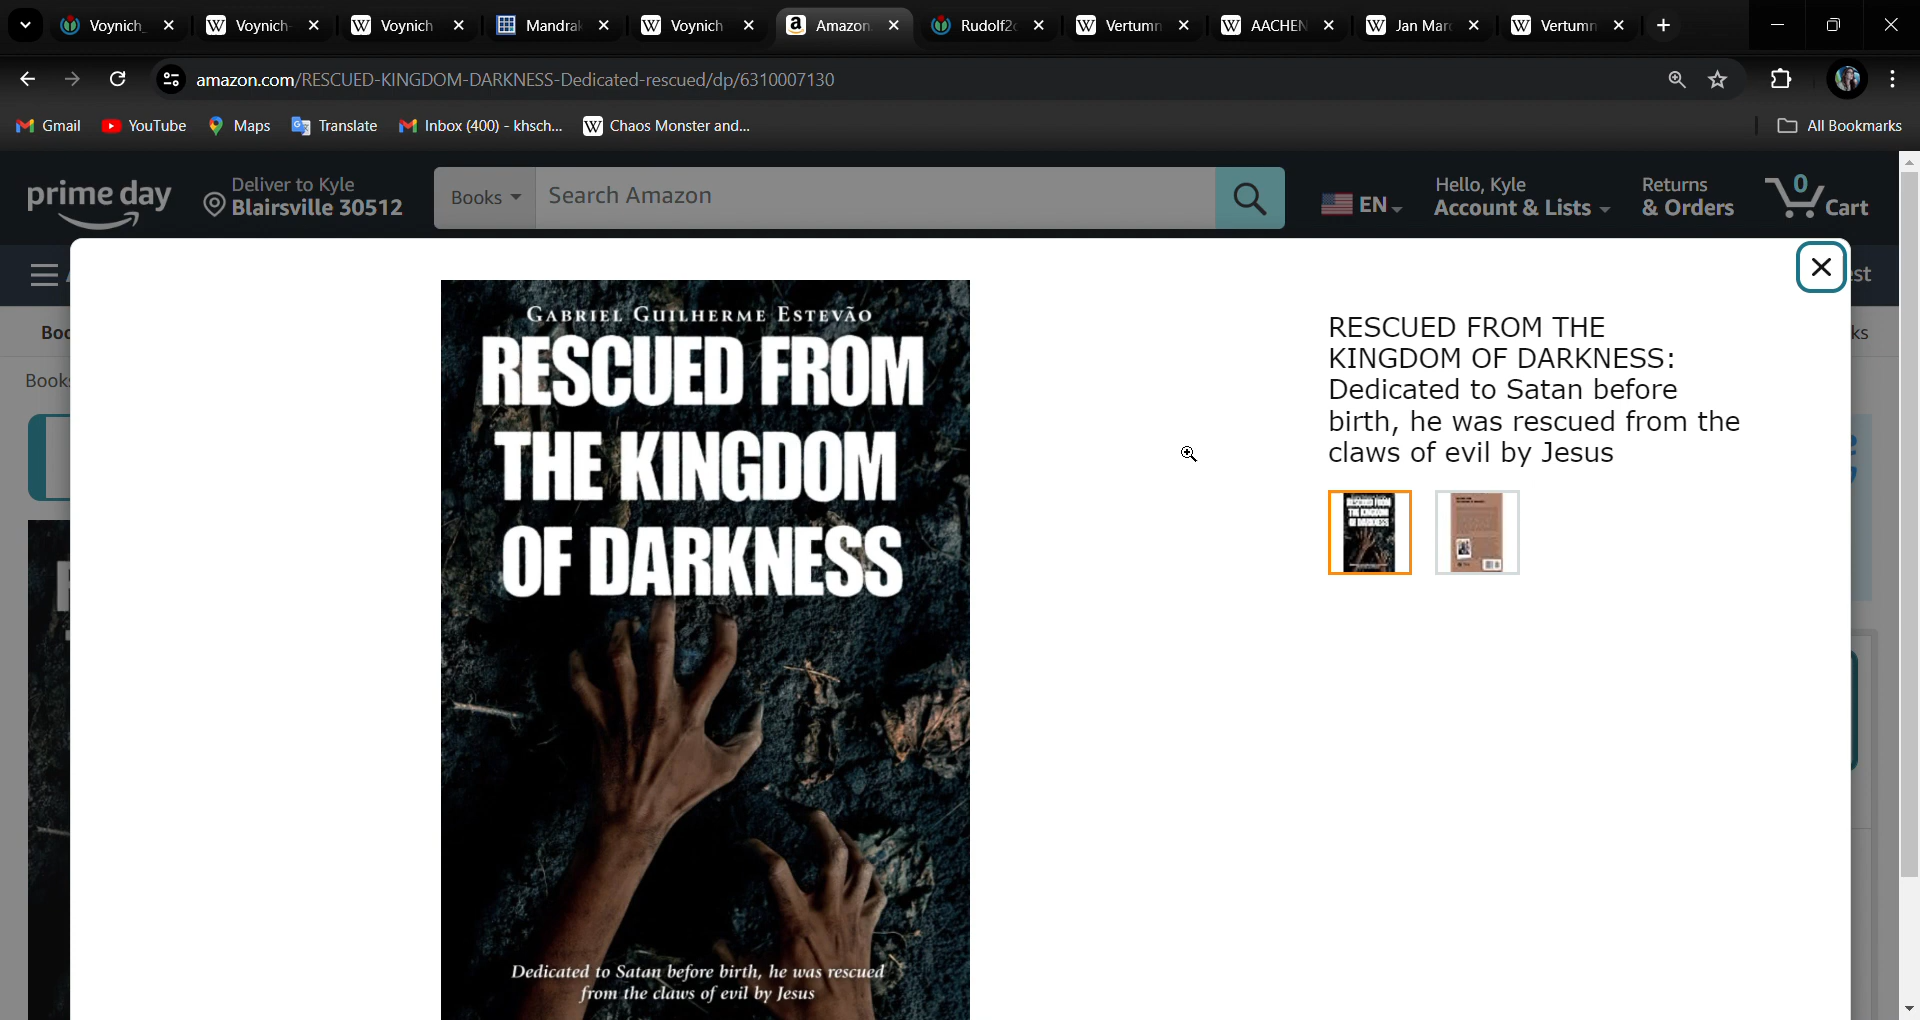 Voynich_
Voynich-
Voynich
Mandrak
Voynich
Amazon.
Rudolf2c
Vertumn
AACHEN
Jan Marc
Vertumn
amazon.com/RESCUED-KINGDOM-DARKNESS-Dedicated-rescued/dp/6310007130
Gmail
YouTube
Maps
Translate
Inbox (400) - khsch...
Chaos Monster and...
All Bookmarks
prime day
Deliver to Kyle
Blairsville 30512
Books
Search Amazon
EN
Hello, Kyle
Account & Lists
Returns
& Orders
0
Cart
GABRIEL GUILHERME ESTEVÃO
RESCUED FROM
THE KINGDOM
OF DARKNESS
Dedicated to Satan before birth, he was rescued
from the claws of evil by Jesus
RESCUED FROM THE
KINGDOM OF DARKNESS:
Dedicated to Satan before
birth, he was rescued from the
claws of evil by Jesus